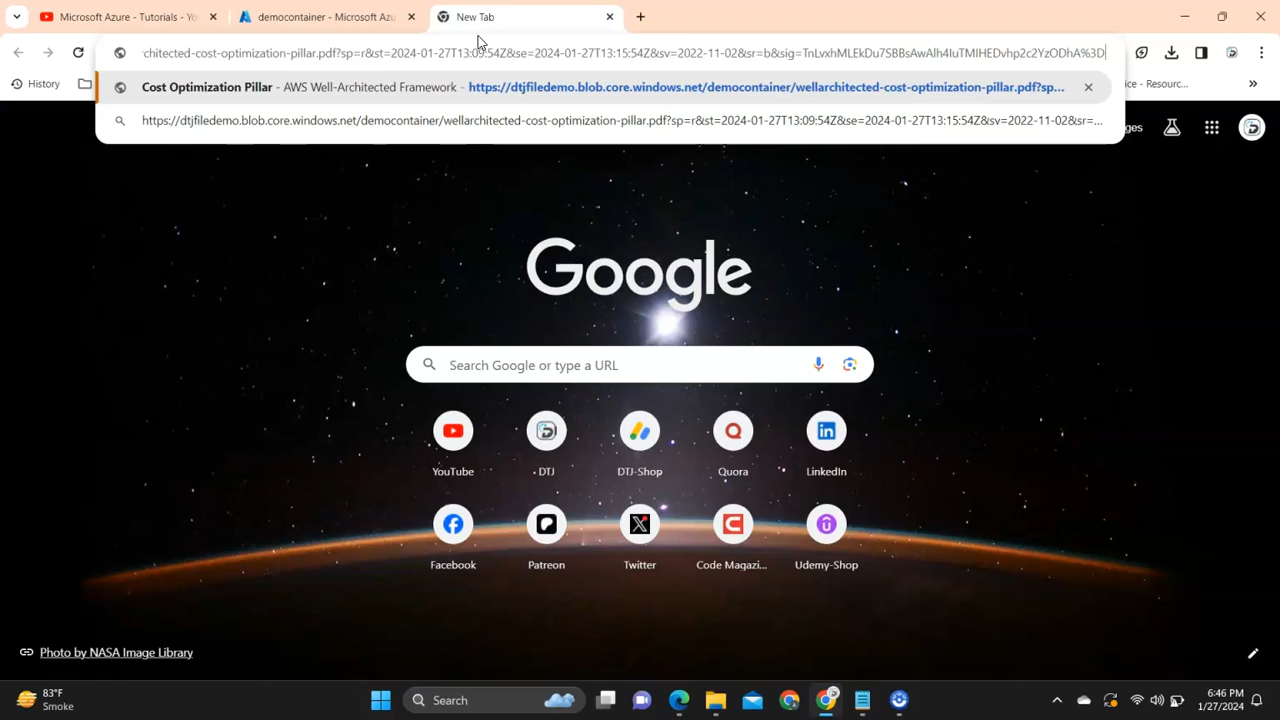 Microsoft Azure - Tutorials - Yo
democontainer - Microsoft Azu
New Tab
chitected-cost-optimization-pillar.pdf?sp=r&st=2024-01-27T13:09:54Z&se=2024-01-27T13:15:54Z&sv=2022-11-02&sr=b&sig=TnLvxhMLEkDu7SBBsAwAlh4IuTMIHEDvhp2c2YzODhA%3D
History
Cost Optimization Pillar - AWS Well-Architected Framework - https://dtjfiledemo.blob.core.windows.net/democontainer/wellarchitected-cost-optimization-pillar.pdf?sp...
ice - Resourc...
https://dtjfiledemo.blob.core.windows.net/democontainer/wellarchitected-cost-optimization-pillar.pdf?sp=r&st=2024-01-27T13:09:54Z&se=2024-01-27T13:15:54Z&sv=2022-11-02&sr=...
ges
Google
Search Google or type a URL
YouTube
DTJ
DTJ-Shop
Quora
LinkedIn
Facebook
Patreon
Twitter
Code Magazi...
Udemy-Shop
Photo by NASA Image Library
83°F
Smoke
Search
6:46 PM
1/27/2024